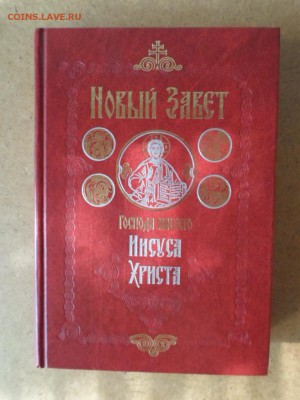 COINS.LAVE.RU
Новый Завет
Господа нашего
Иисуса
Христа